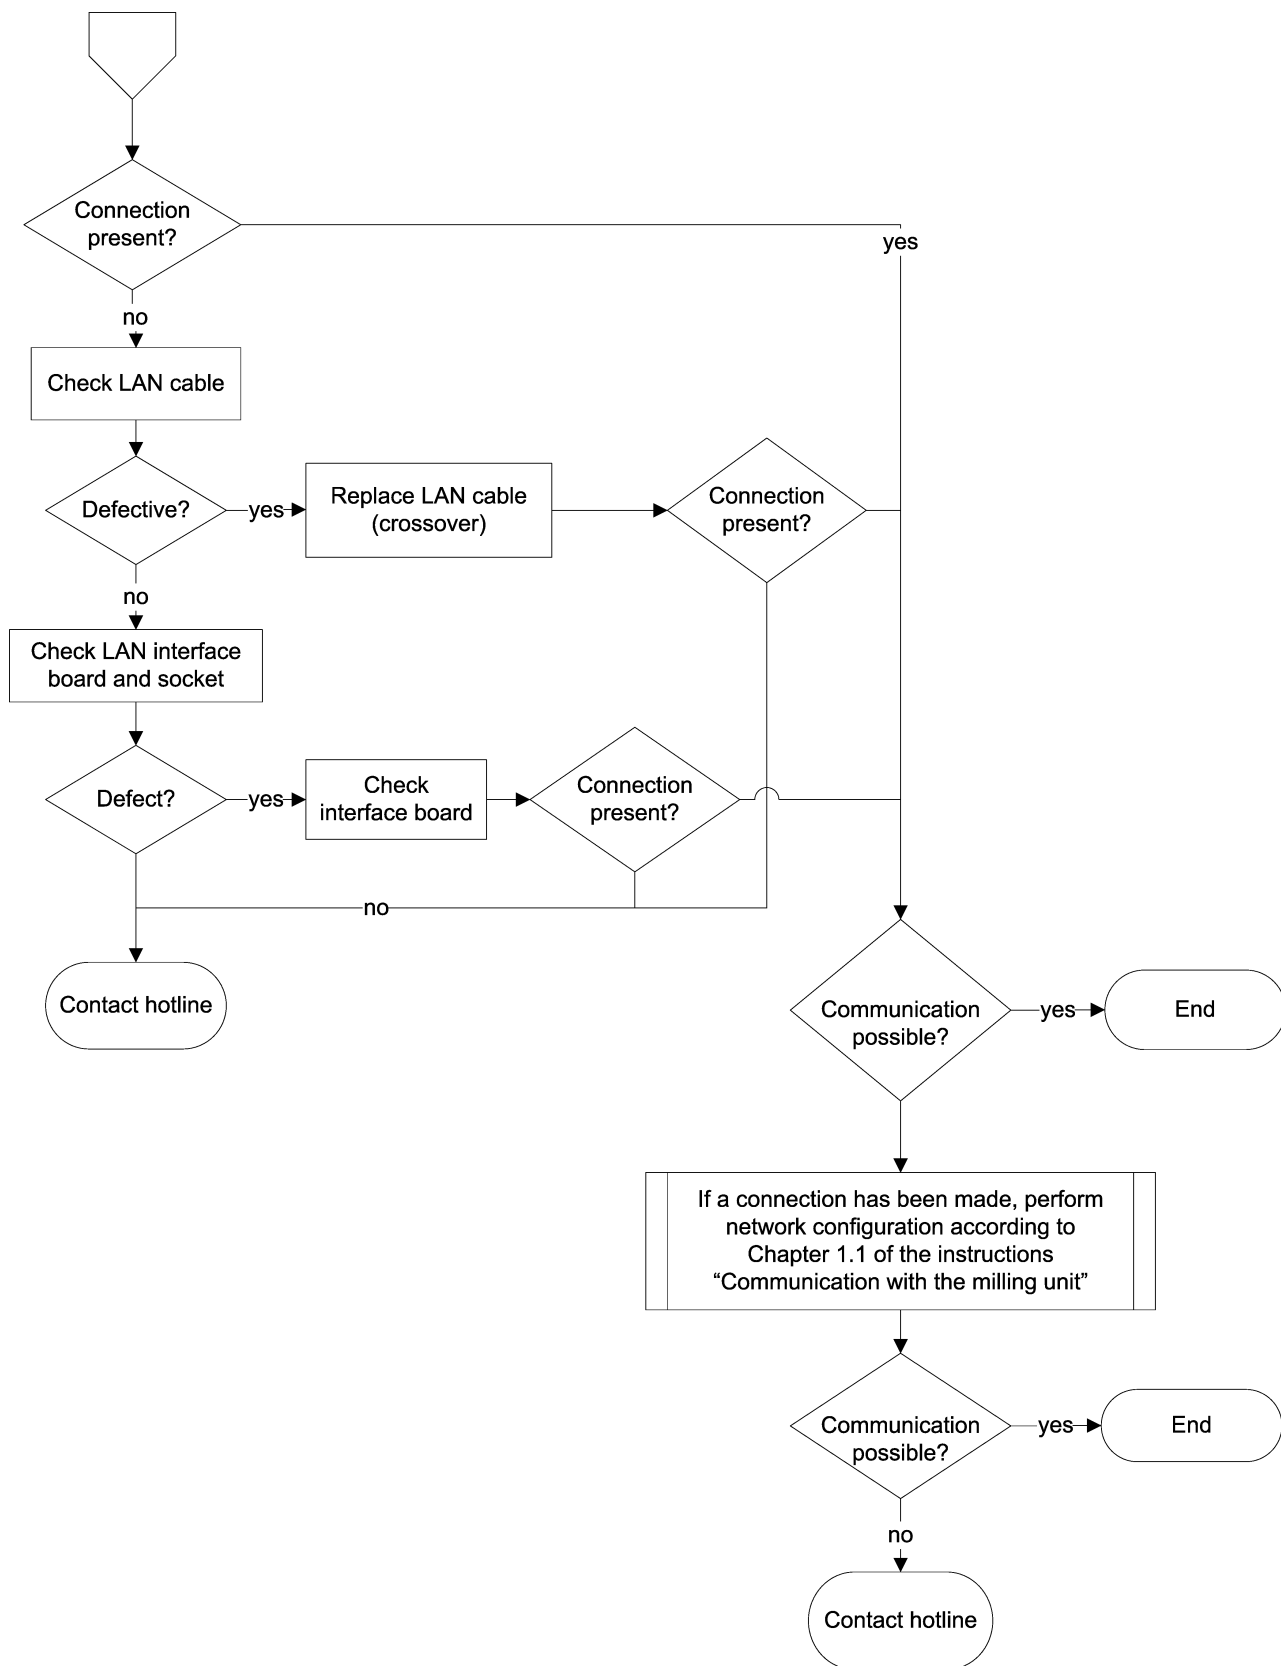 Connection
present?
yes
no
Check LAN cable
Defective?
yes
Replace LAN cable
(crossover)
Connection
present?
no
Check LAN interface
board and socket
Defect?
yes
Check
interface board
Connection
present?
no
Contact hotline
Communication
possible?
yes
End
If a connection has been made, perform
network configuration according to
Chapter 1.1 of the instructions
“Communication with the milling unit”
Communication
possible?
yes
End
no
Contact hotline